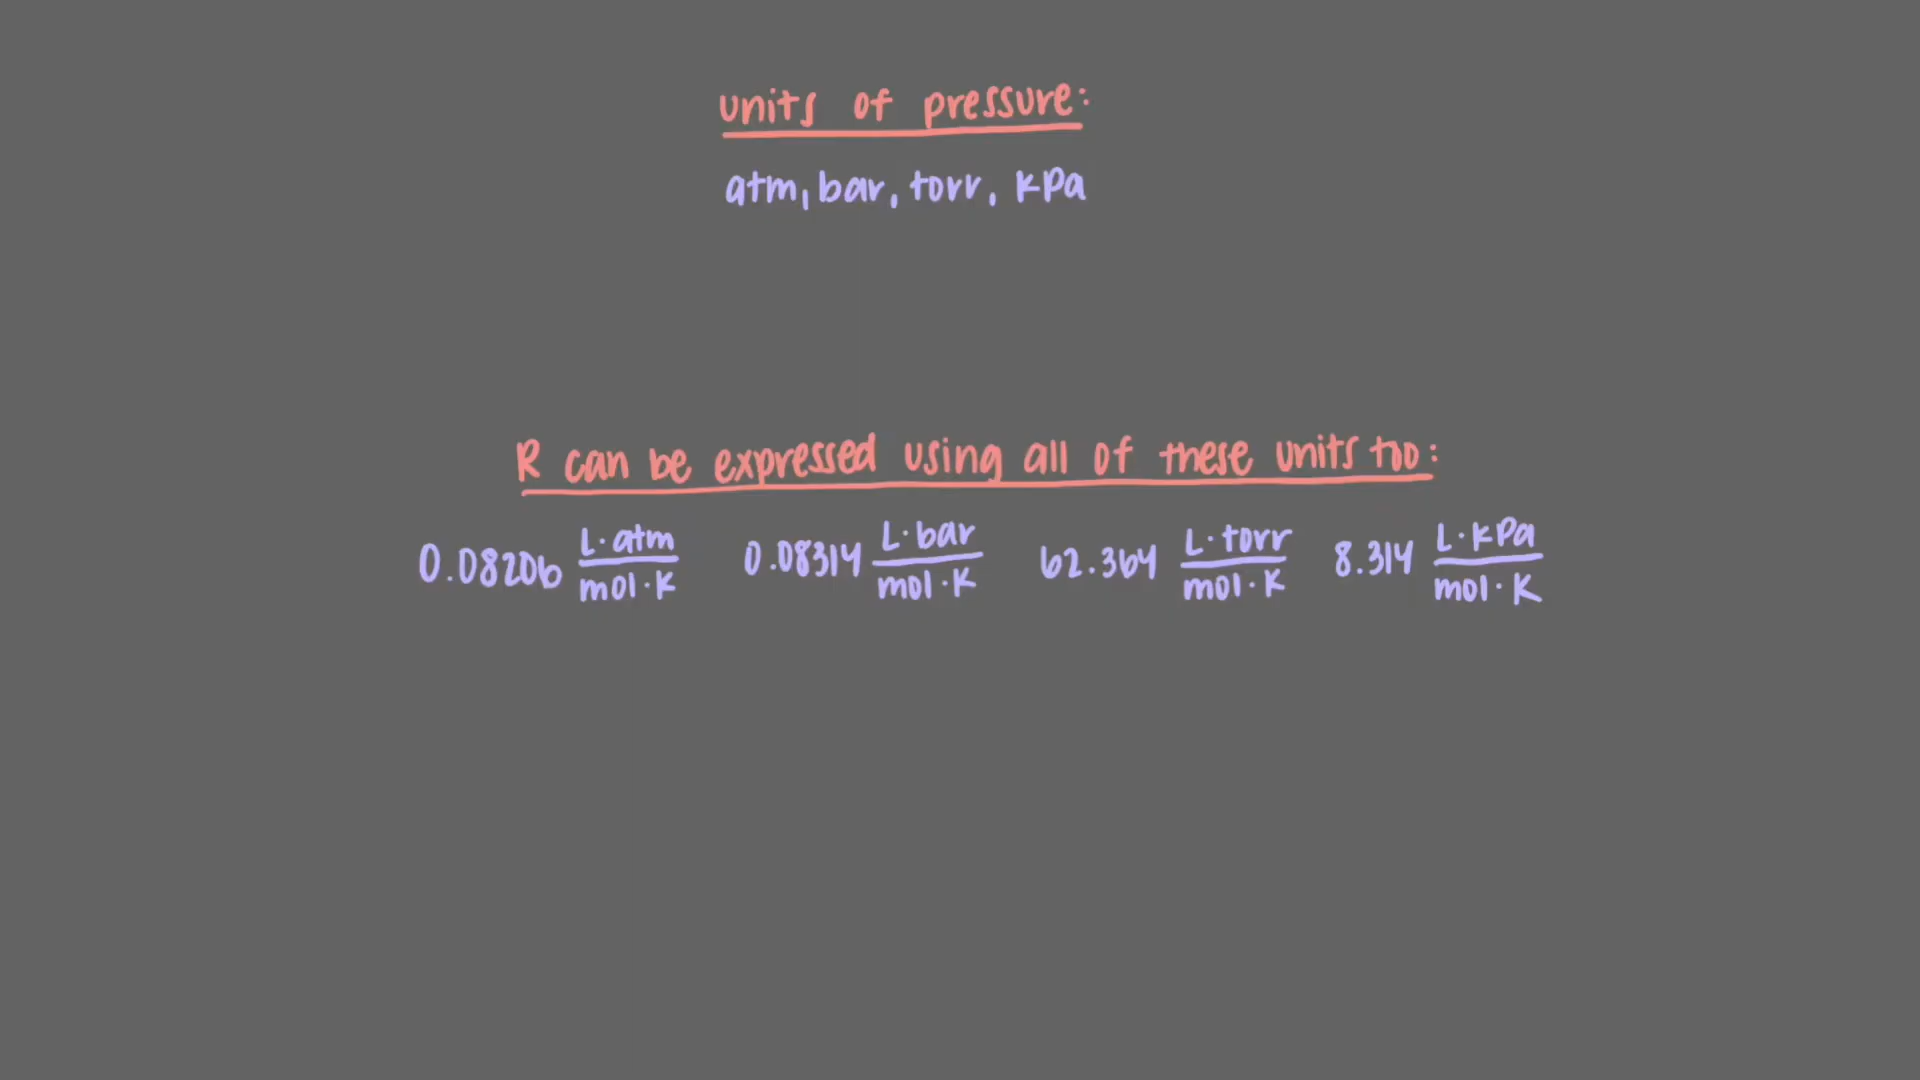 units of pressure:
atm, bar, torr, kPa
R can be expressed using all of these units too:
0.08206 L·atm/mol·K 0.08314 L·bar/mol·K 62.364 L·torr/mol·K 8.314 L·kPa/mol·K